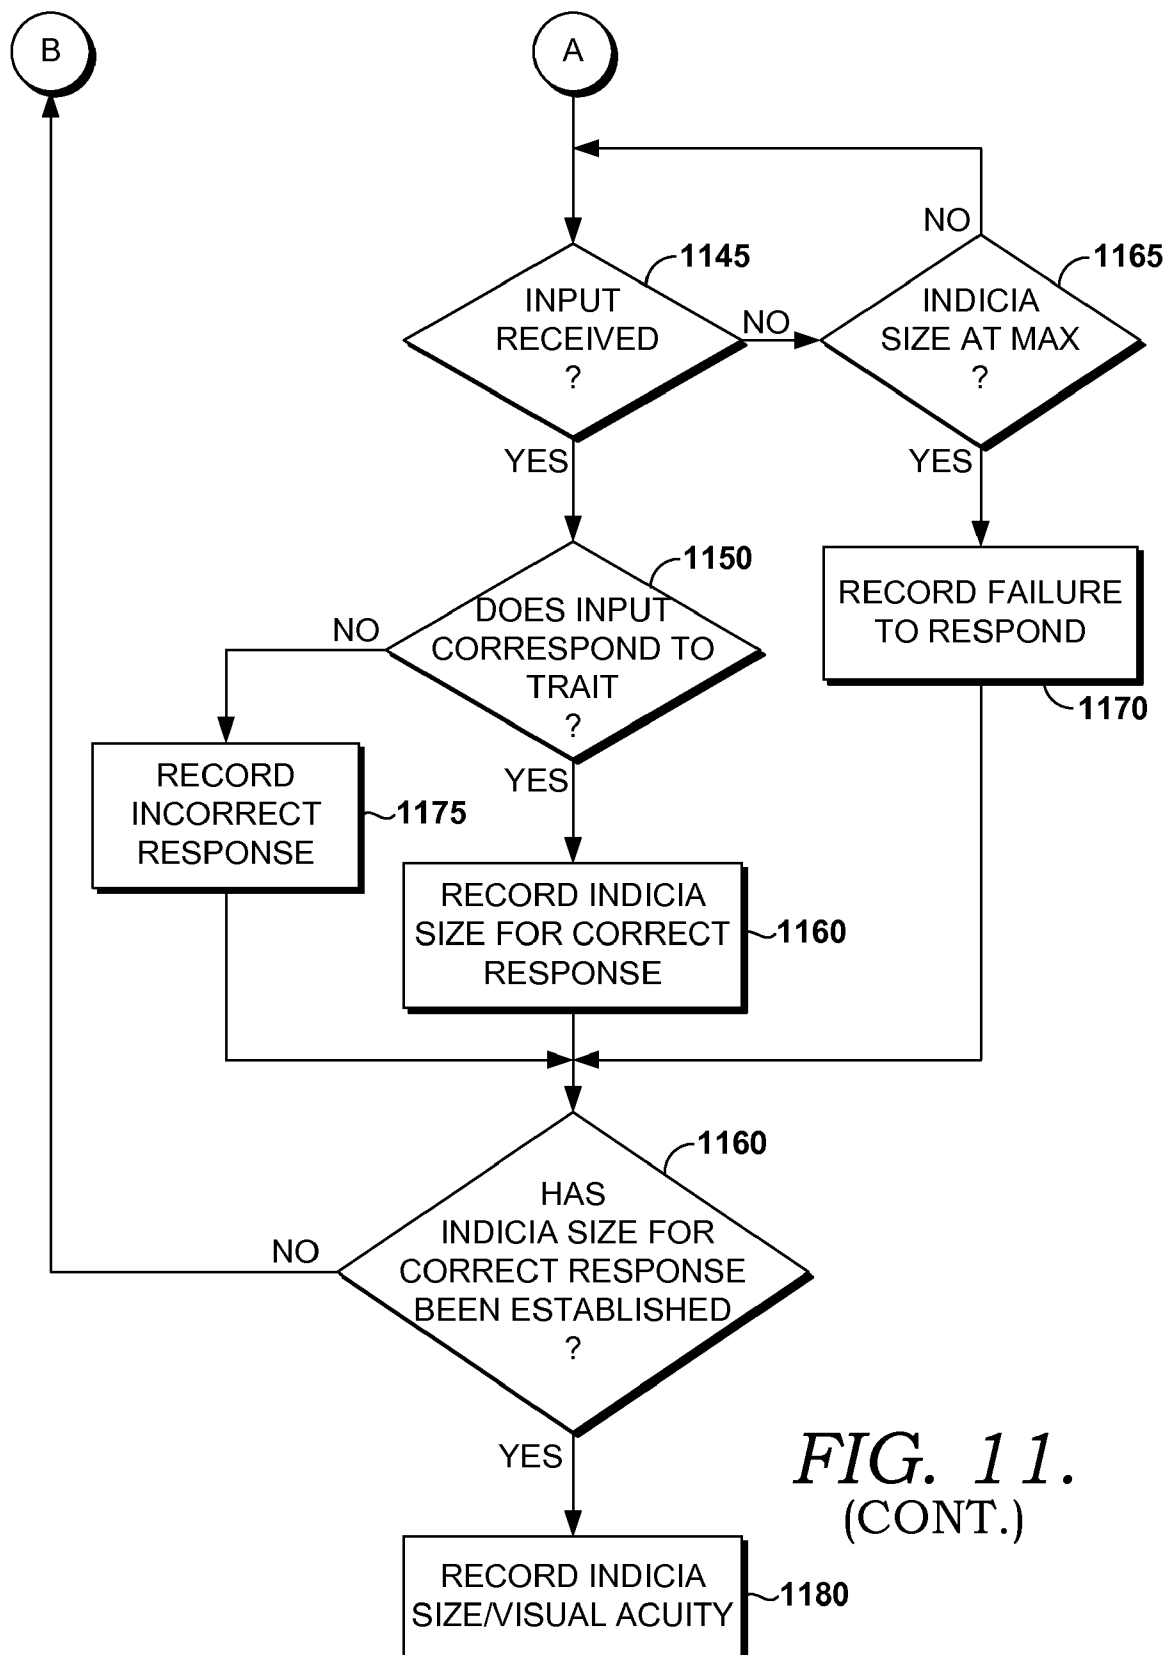 B
A
NO
1145
1165
INPUT
RECEIVED
?
NO
INDICIA
SIZE AT MAX
?
YES
YES
1150
DOES INPUT
CORRESPOND TO
TRAIT
?
NO
RECORD FAILURE
TO RESPOND
1170
YES
RECORD
INCORRECT
RESPONSE
1175
RECORD INDICIA
SIZE FOR CORRECT
RESPONSE
1160
1160
HAS
INDICIA SIZE FOR
CORRECT RESPONSE
BEEN ESTABLISHED
?
NO
YES
FIG. 11.
(CONT.)
RECORD INDICIA
SIZE/VISUAL ACUITY
1180